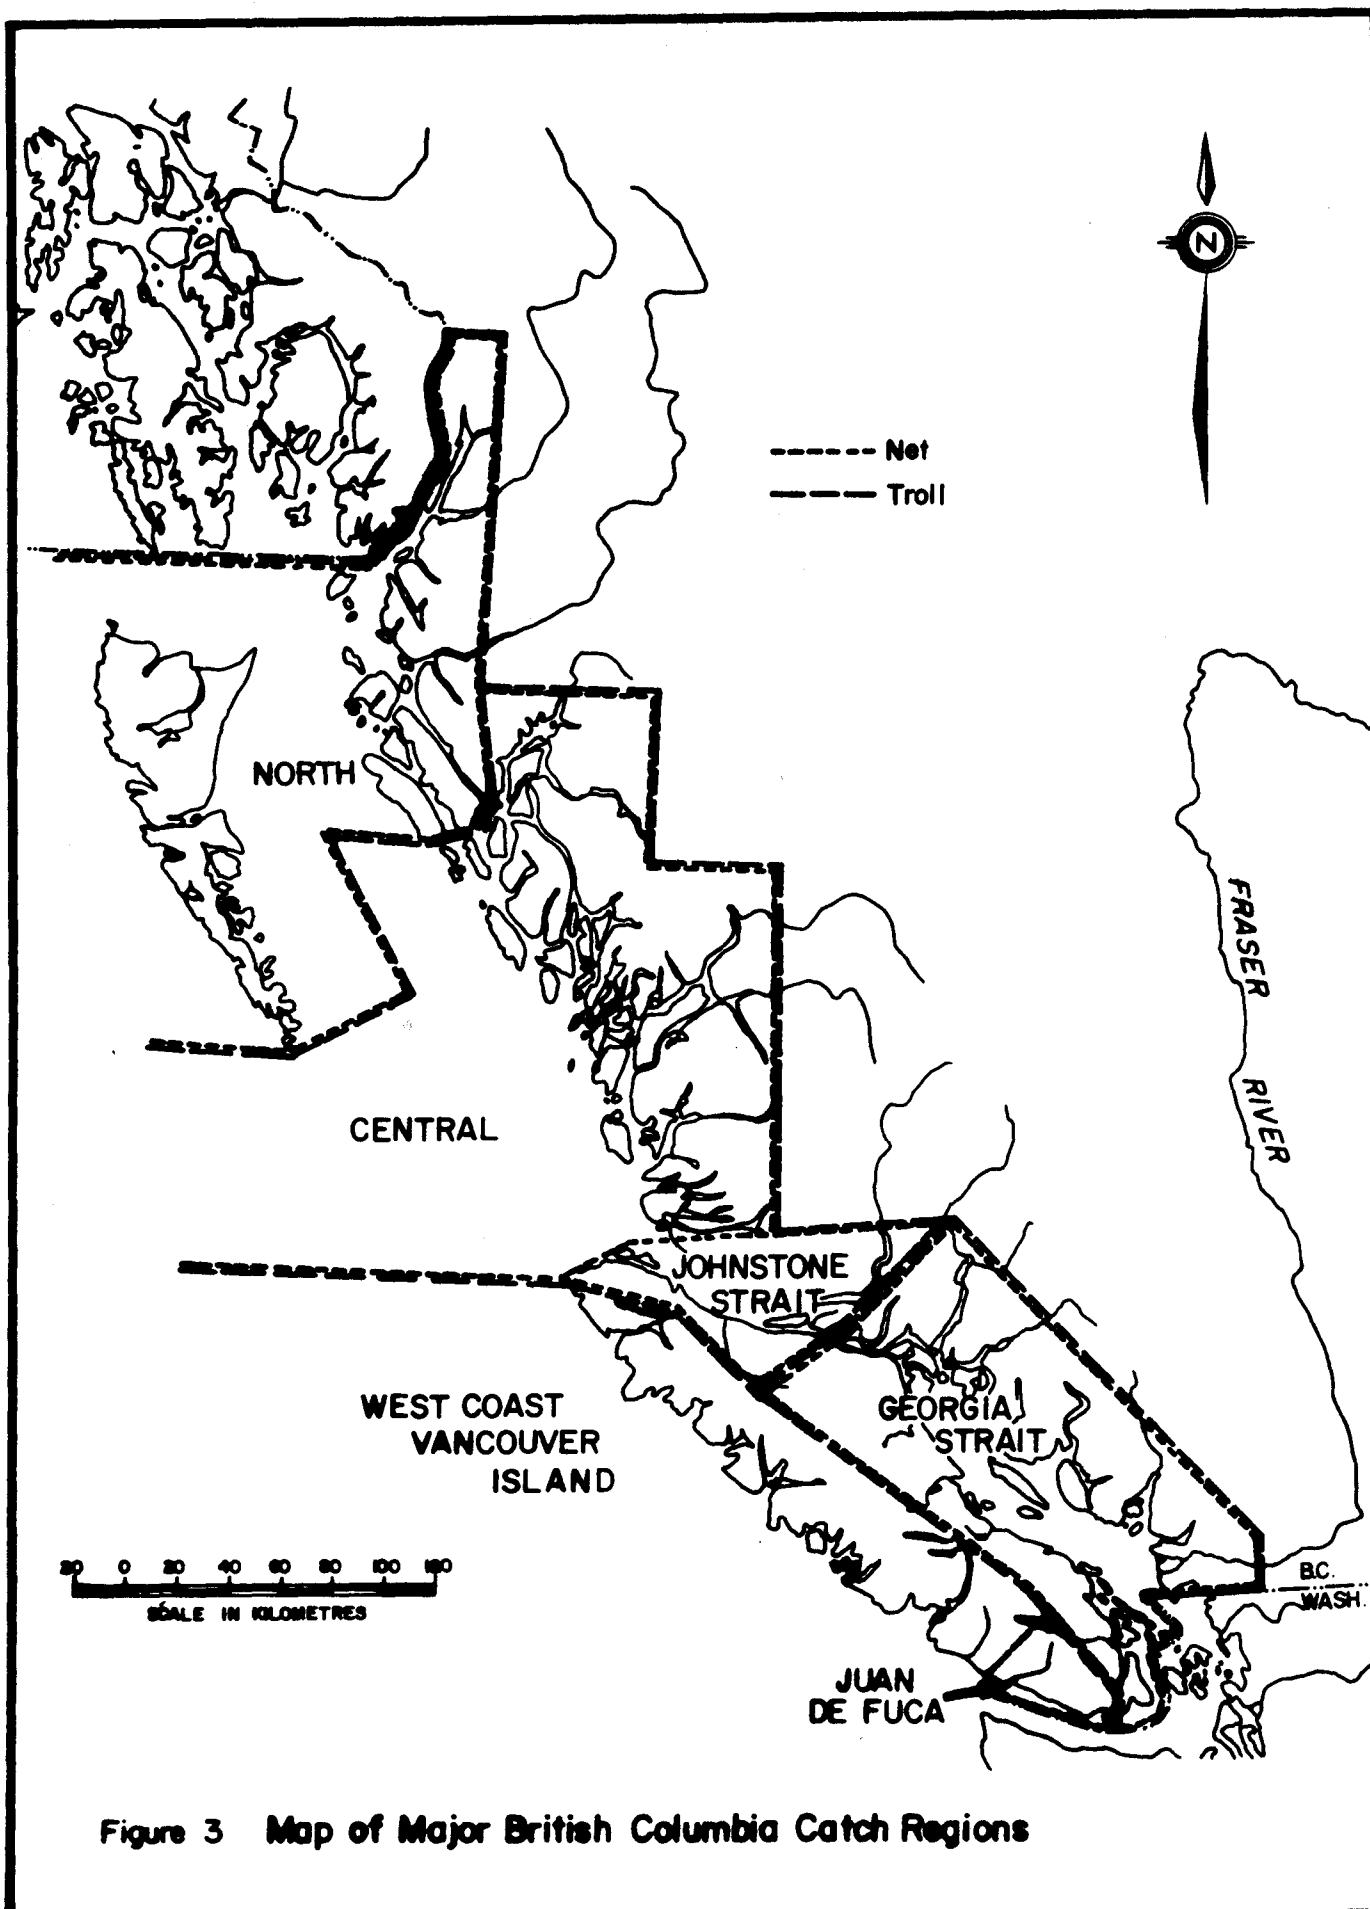 N
Net
Troll
NORTH
FRASER RIVER
CENTRAL
JOHNSTONE
STRAIT
WEST COAST
VANCOUVER
ISLAND
GEORGIA
STRAIT
20 0 20 40 60 80 100 120
SCALE IN KILOMETRES
B.C.
WASH.
JUAN
DE FUCA
Figure 3 Map of Major British Columbia Catch Regions